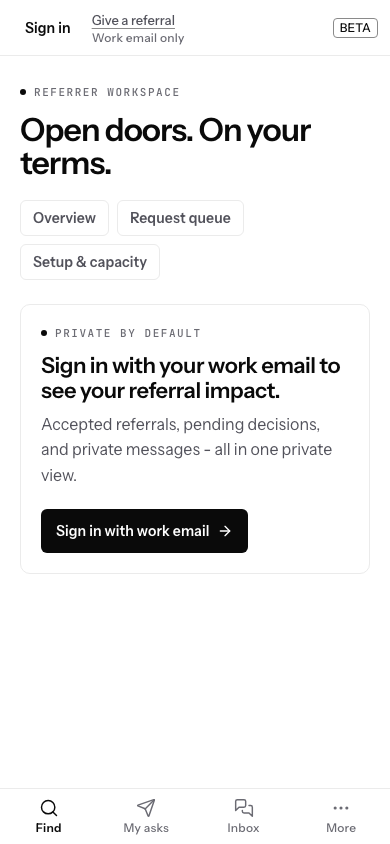 Sign in
Give a referral
Work email only
BETA
REFERRER WORKSPACE
Open doors. On your
terms.
Overview
Request queue
Setup & capacity
PRIVATE BY DEFAULT
Sign in with your work email to
see your referral impact.
Accepted referrals, pending decisions,
and private messages - all in one private
view.
Sign in with work email →
Find
My asks
Inbox
More